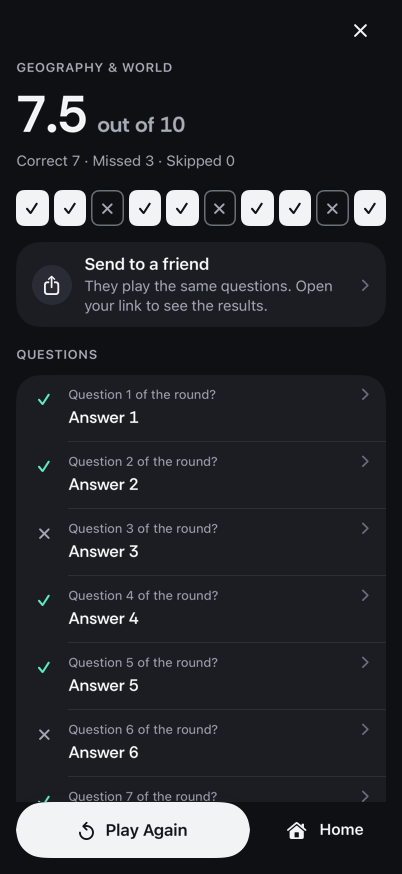 GEOGRAPHY & WORLD
7.5 out of 10
Correct 7 · Missed 3 · Skipped 0
Send to a friend
They play the same questions. Open
your link to see the results.
QUESTIONS
Question 1 of the round?
Answer 1
Question 2 of the round?
Answer 2
Question 3 of the round?
Answer 3
Question 4 of the round?
Answer 4
Question 5 of the round?
Answer 5
Question 6 of the round?
Answer 6
Question 7 of the round?
Play Again
Home